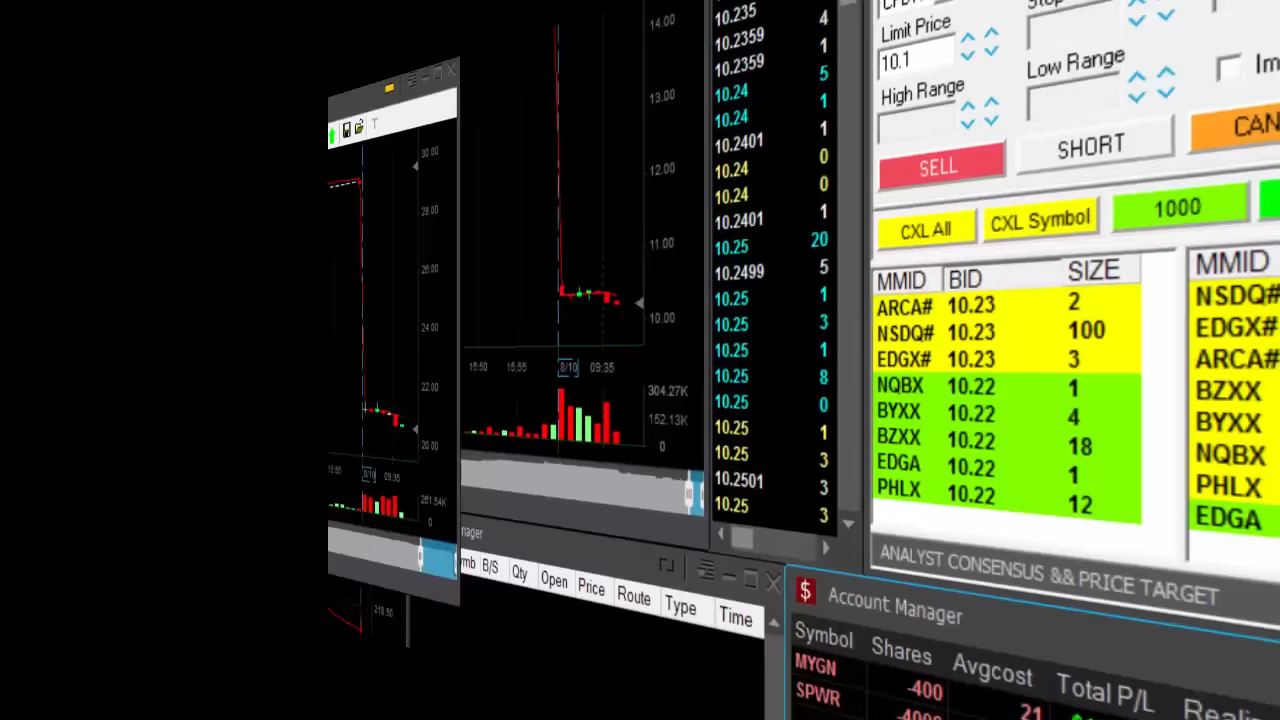 T
30.00
28.00
26.00
24.00
22.00
20.00
8/10
09:35
0
218.50
14.00
13.00
12.00
11.00
10.00
15:50 15:55 8/10 09:35
304.27K
152.13K
0
10.235 4
10.2359 1
10.2359 5
10.24 1
10.24 1
10.2401 1
10.24 0
10.24 0
10.2401 1
10.25 20
10.2499 5
10.25 1
10.25 3
10.25 1
10.25 8
10.25 0
10.25 1
10.25 3
10.2501 3
10.25 3
Limit Price
10.1
Low Range
High Range
SELL SHORT CAN
CXL All CXL Symbol 1000
MMID BID SIZE
ARCA# 10.23 2
NSDQ# 10.23 100
EDGX# 10.23 3
NQBX 10.22 1
BYXX 10.22 4
BZXX 10.22 18
EDGA 10.22 1
PHLX 10.22 12
MMID
NSDQ#
EDGX#
ARCA#
BZXX
BYXX
NQBX
PHLX
EDGA
ANALYST CONSENSUS && PRICE TARGET
nager
mb B/S Qty Open Price Route Type Time
$ Account Manager
Symbol Shares Avgcost Total P/L
MYGN -400 21
SPWR